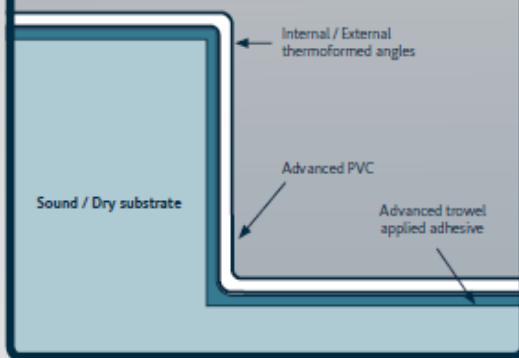 Internal / External
thermoformed angles
Advanced PVC
Sound / Dry substrate
Advanced trowel
applied adhesive